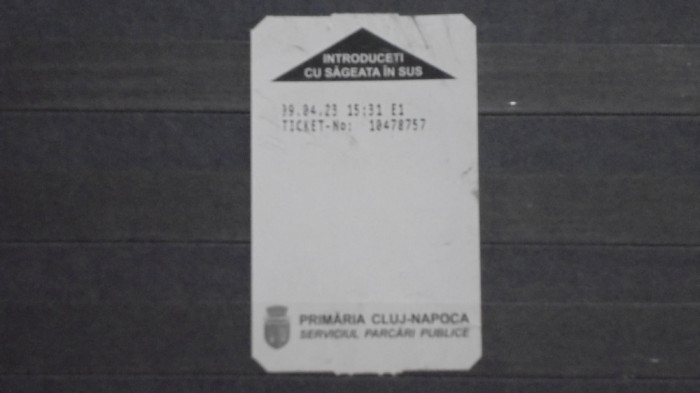 INTRODUCEȚI
CU SĂGEATA ÎN SUS
09.04.23 15:31 E1
TICKET-No: 10470757
PRIMĂRIA CLUJ-NAPOCA
SERVICIUL PARCĂRI PUBLICE